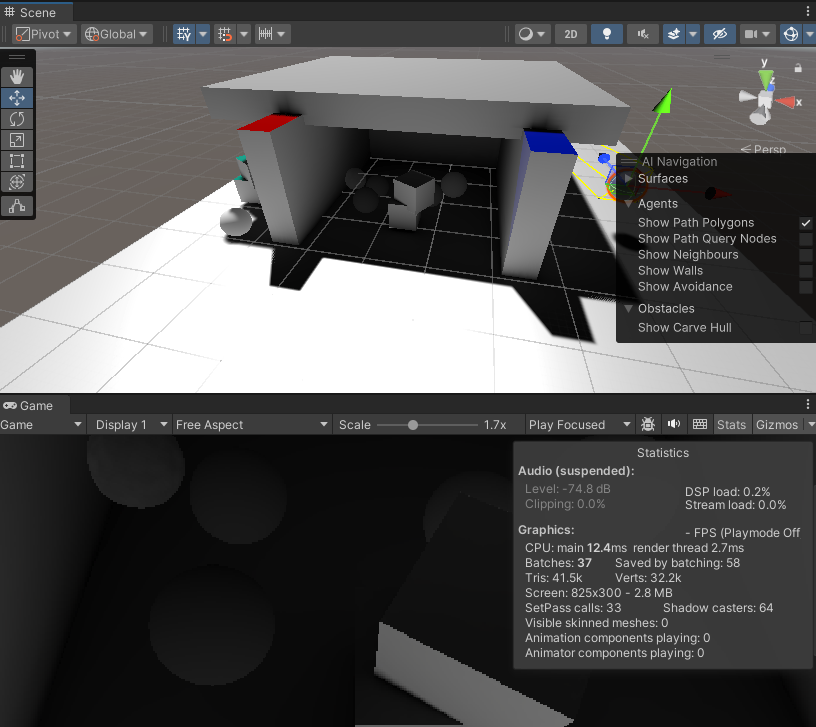 Scene
Pivot Global 2D
y
z
x
Persp
AI Navigation
Surfaces
Agents
Show Path Polygons
Show Path Query Nodes
Show Neighbours
Show Walls
Show Avoidance
Obstacles
Show Carve Hull
Game
Game Display 1 Free Aspect Scale 1.7x Play Focused Stats Gizmos
Statistics
Audio (suspended):
Level: -74.8 dB DSP load: 0.2%
Clipping: 0.0% Stream load: 0.0%
Graphics: - FPS (Playmode Off
CPU: main 12.4ms render thread 2.7ms
Batches: 37 Saved by batching: 58
Tris: 41.5k Verts: 32.2k
Screen: 825x300 - 2.8 MB
SetPass calls: 33 Shadow casters: 64
Visible skinned meshes: 0
Animation components playing: 0
Animator components playing: 0